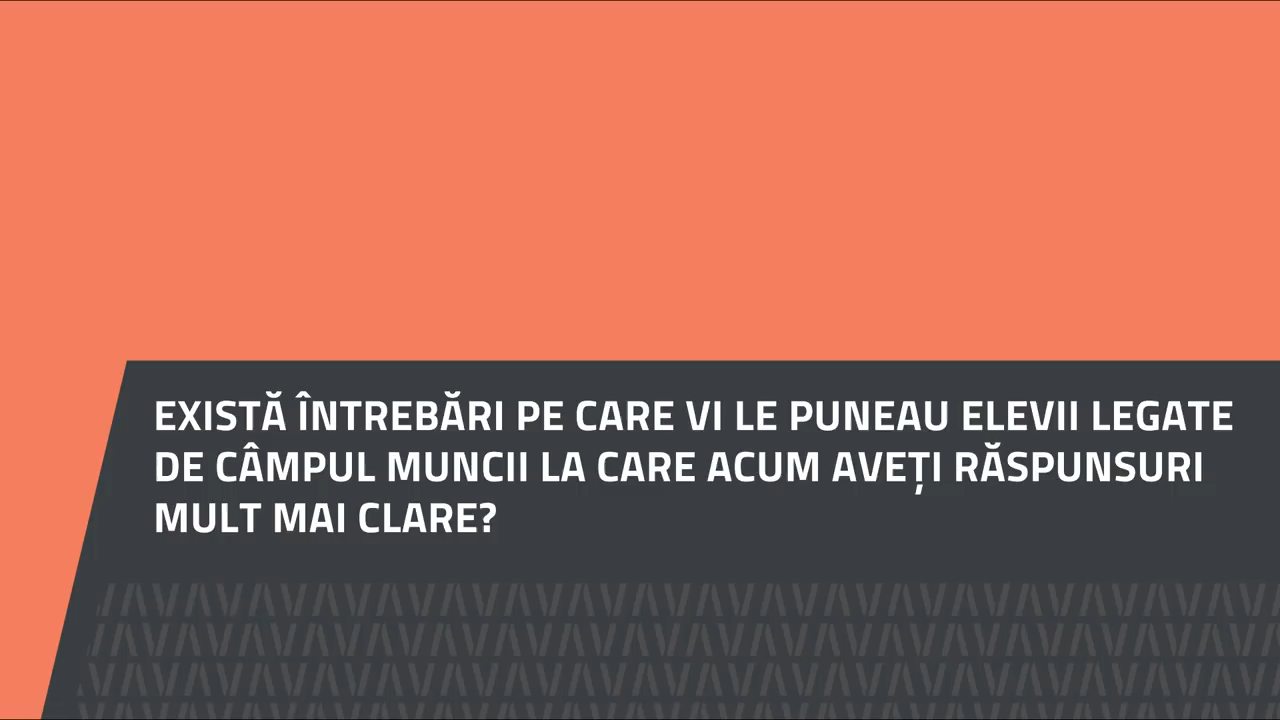 EXISTĂ ÎNTREBĂRI PE CARE VI LE PUNEAU ELEVII LEGATE
DE CÂMPUL MUNCII LA CARE ACUM AVEȚI RĂSPUNSURI
MULT MAI CLARE?